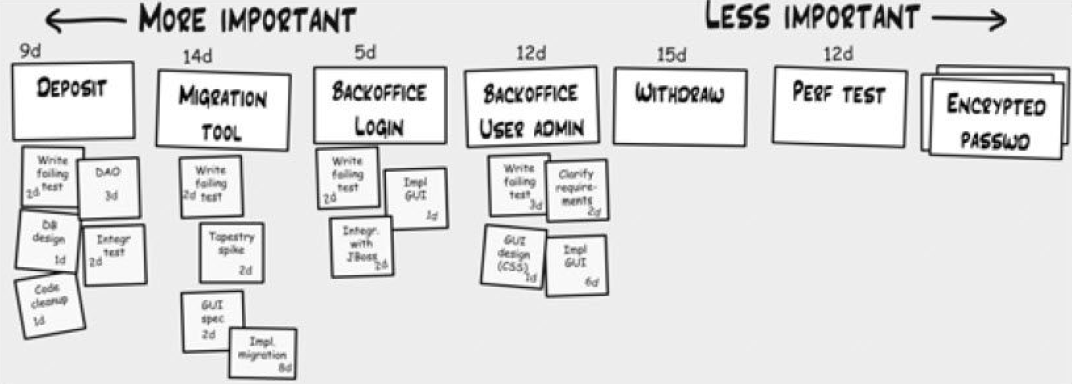 MORE IMPORTANT
LESS IMPORTANT
9d
14d
5d
12d
15d
12d
DEPOSIT
MIGRATION
TOOL
BACKOFFICE
LOGIN
BACKOFFICE
USER ADMIN
WITHDRAW
PERF TEST
ENCRYPTED
PASSWD
Write
failing
test
2d
DAO
3d
DB
design
1d
Integr
test
2d
Code
cleanup
1d
Write
failing
test
2d
Tapestry
spike
2d
GUI
spec
2d
Impl.
migration
8d
Write
failing
test
2d
Impl
GUI
1d
Integr.
with
JBoss
2d
Write
failing
test
3d
Clarify
require-
ments
2d
GUI
design
(CSS)
1d
Impl
GUI
6d